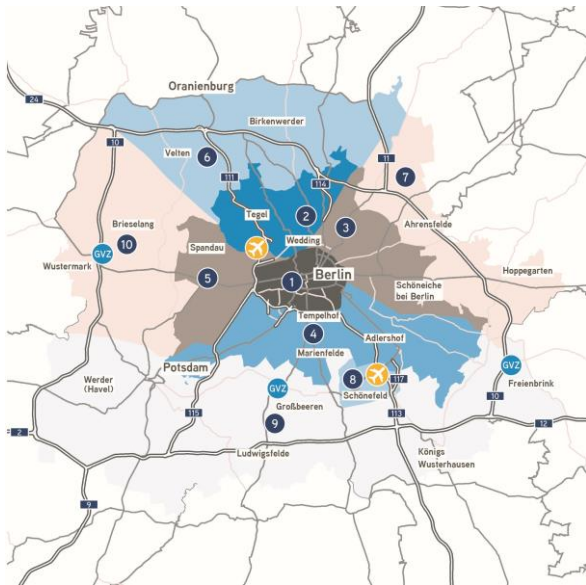 Oranienburg
24
Birkenwerder
10
Velten
6
111
114
11
7
Tegel
2
3
Brieselang
10
Ahrensfelde
Spandau
Wedding
GVZ
Wustermark
5
1
Berlin
Hoppegarten
Schöneiche
bei Berlin
Tempelhof
4
Adlershof
Marienfelde
Potsdam
GVZ
8
117
Freienbrink
Werder
(Havel)
GVZ
Schönefeld
10
115
Großbeeren
113
9
12
2
Ludwigsfelde
Königs
Wusterhausen
9